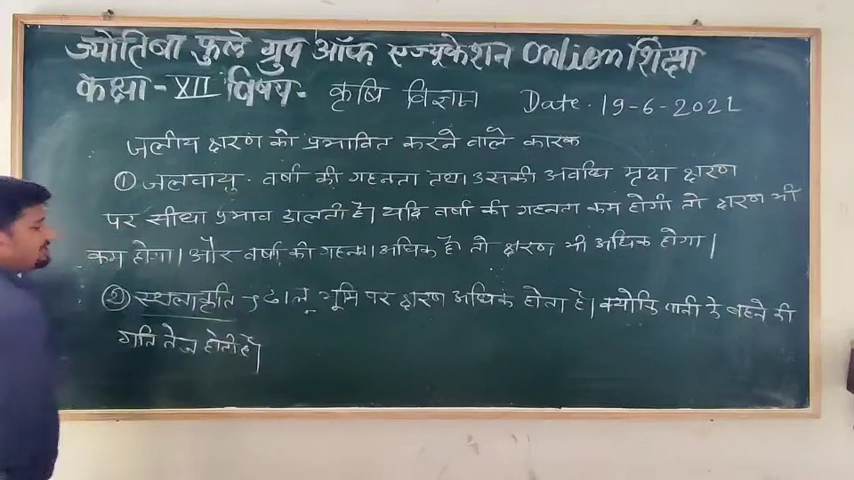 ज्योतिबा फुले ग्रुप ऑफ एज्यूकेशन Onlion शिक्षा
कक्षा - XII विषय - कृषि विज्ञान Date - 19-6-2021
जलीय क्षरण को प्रभावित करने वाले कारक
① जलवायु - वर्षा की गहनता तथा उसकी अवधि मृदा क्षरण
पर सीधा प्रभाव डालती है। यदि वर्षा की गहनता कम होगी तो क्षरण भी
कम होगा। और वर्षा की गहनता अधिक हो तो क्षरण भी अधिक होगा।
② स्थलाकृति → ढालू भूमि पर क्षरण अधिक होता है। क्योकि पानी के बहने की
गति तेज होती है।